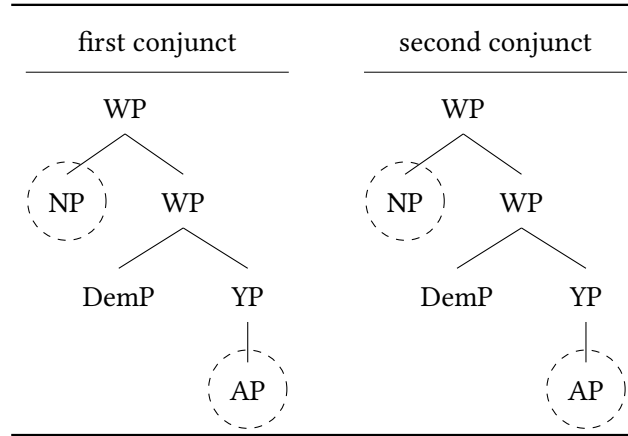 first conjunct second conjunct
WP WP
NP WP NP WP
DemP YP DemP YP
AP AP